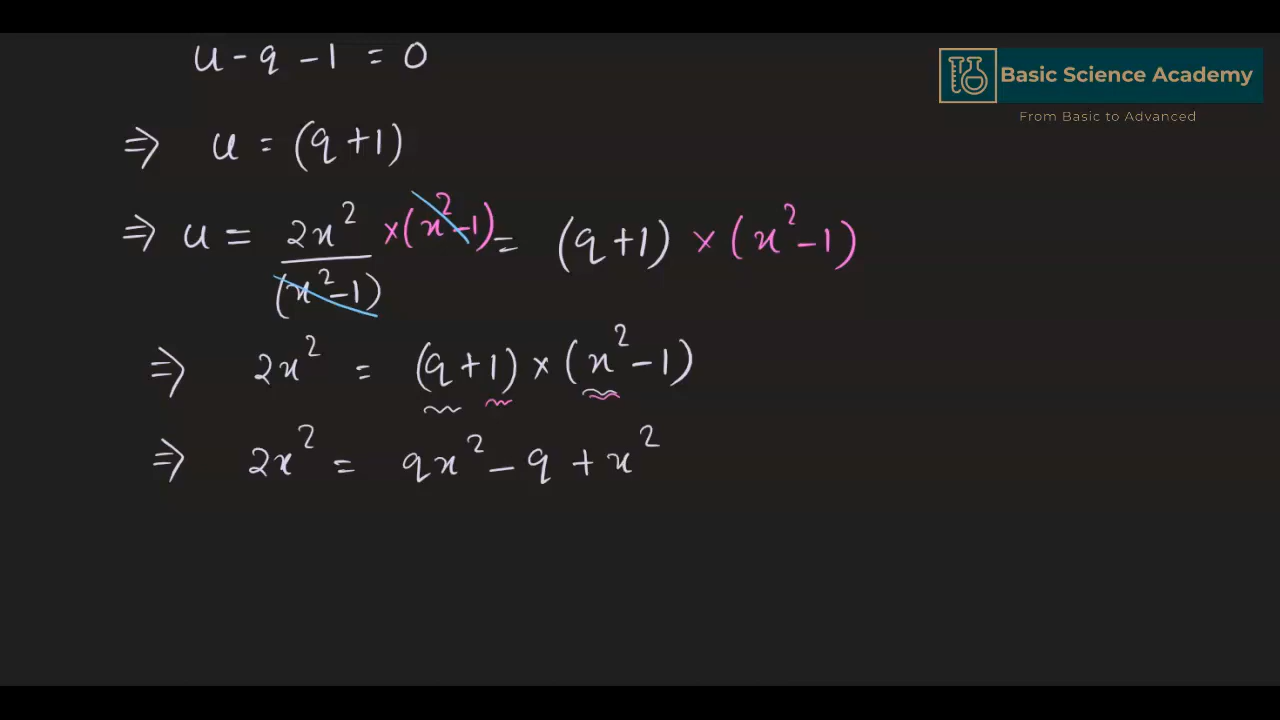 u - q - 1 = 0
Basic Science Academy
From Basic to Advanced
⇒ u = (q + 1)
⇒ u = 2x² / (x² - 1) × (x² - 1) = (q + 1) × (x² - 1)
⇒ 2x² = (q + 1) × (x² - 1)
⇒ 2x² = qx² - q + x²